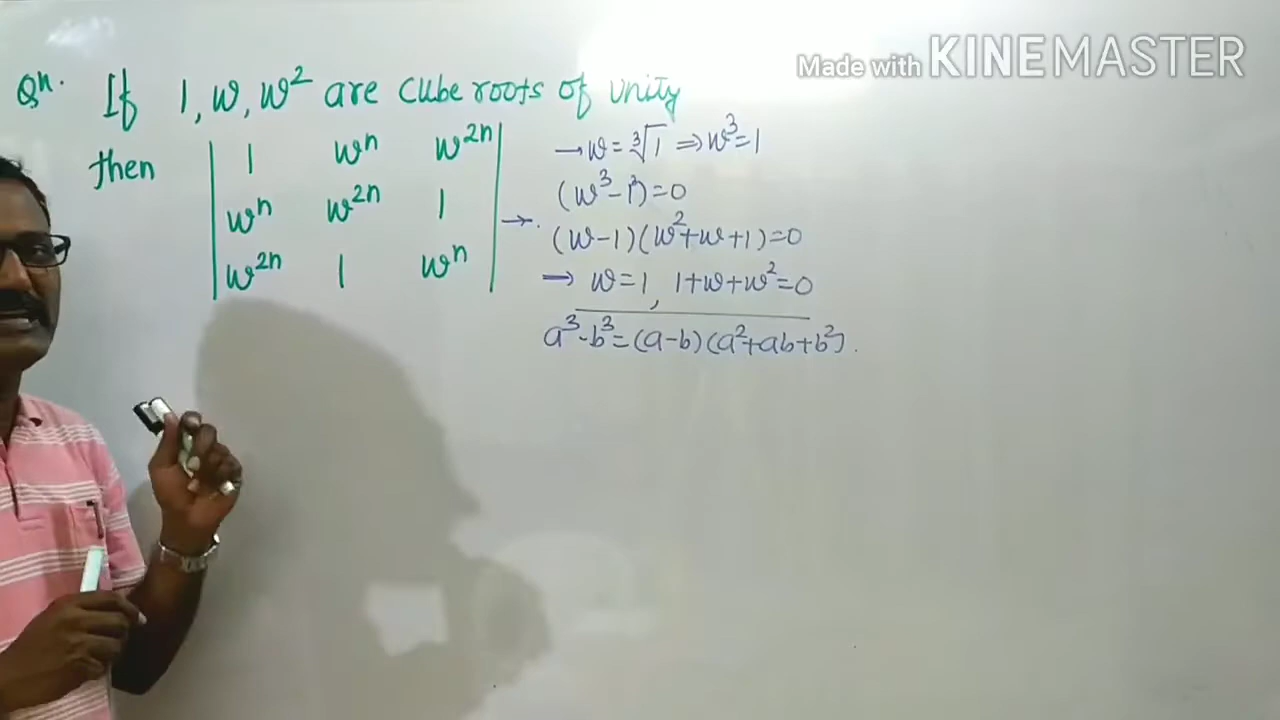 Made with KINEMASTER
Qn. If 1, w, w² are cube roots of unity
then | 1 wⁿ w²ⁿ |
| wⁿ w²ⁿ 1 | →.
| w²ⁿ 1 wⁿ |
→ w = ∛1 ⇒ w³ = 1
(w³ - 1³) = 0
(w-1)(w²+w+1) = 0
⇒ w = 1, 1+w+w² = 0
a³-b³ = (a-b)(a²+ab+b²).